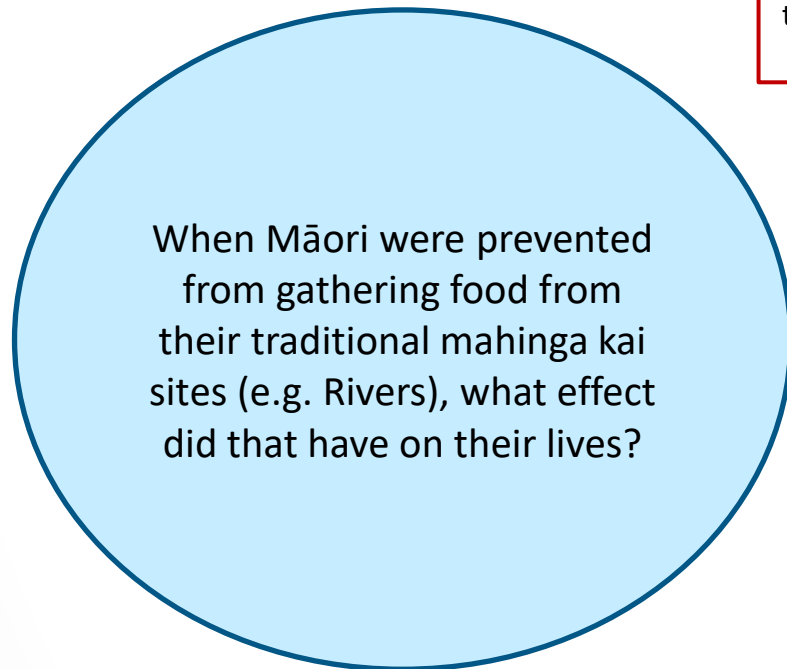 When Māori were prevented
from gathering food from
their traditional mahinga kai
sites (e.g. Rivers), what effect
did that have on their lives?